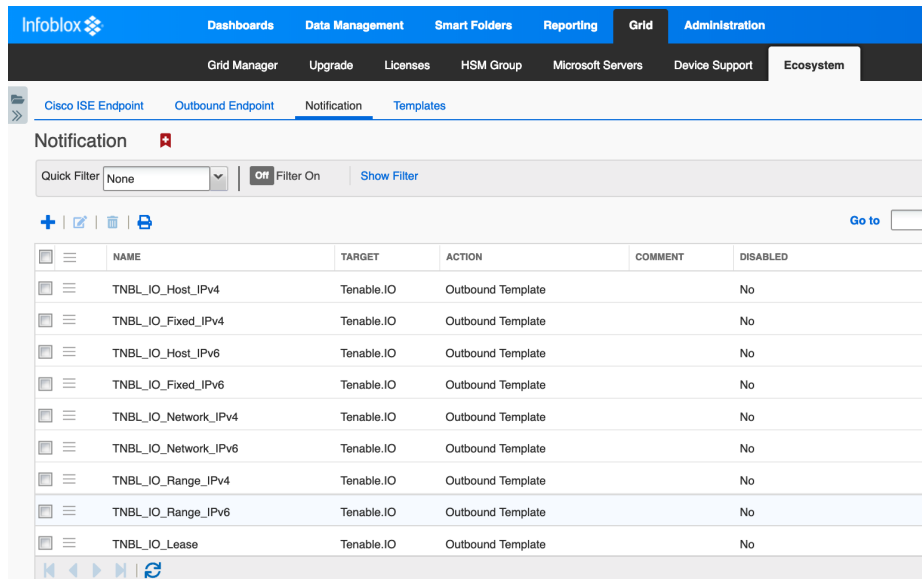 Infoblox Dashboards Data Management Smart Folders Reporting Grid Administration
Grid Manager Upgrade Licenses HSM Group Microsoft Servers Device Support Ecosystem
Cisco ISE Endpoint Outbound Endpoint Notification Templates
Notification
Quick Filter None Off Filter On Show Filter
Go to
NAME TARGET ACTION COMMENT DISABLED
TNBL_IO_Host_IPv4 Tenable.IO Outbound Template No
TNBL_IO_Fixed_IPv4 Tenable.IO Outbound Template No
TNBL_IO_Host_IPv6 Tenable.IO Outbound Template No
TNBL_IO_Fixed_IPv6 Tenable.IO Outbound Template No
TNBL_IO_Network_IPv4 Tenable.IO Outbound Template No
TNBL_IO_Network_IPv6 Tenable.IO Outbound Template No
TNBL_IO_Range_IPv4 Tenable.IO Outbound Template No
TNBL_IO_Range_IPv6 Tenable.IO Outbound Template No
TNBL_IO_Lease Tenable.IO Outbound Template No